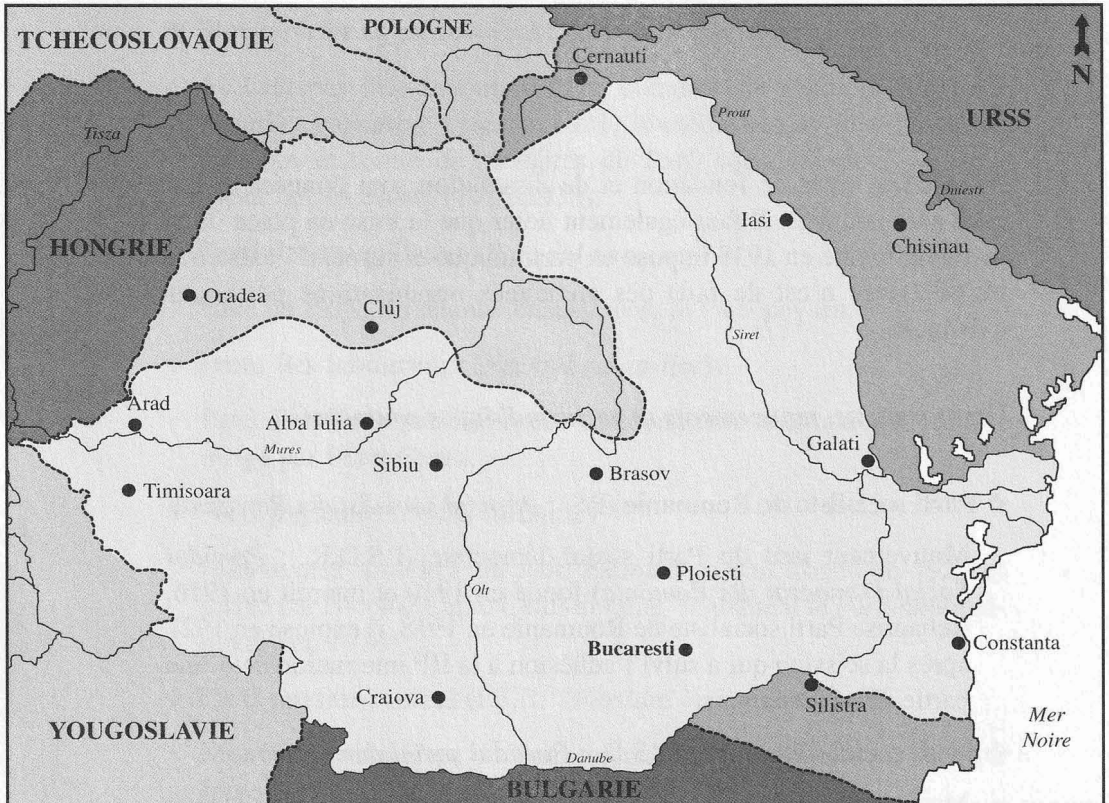 POLOGNE
TCHECOSLOVAQUIE
N
Cernauti
Tisza
Prout
URSS
Dniestr
Iasi
Chisinau
HONGRIE
Oradea
Cluj
Siret
Arad
Alba Iulia
Mures
Sibiu
Brasov
Galati
Timisoara
Ploiesti
Olt
Bucaresti
Constanta
Craiova
Silistra
YOUGOSLAVIE
Mer
Noire
Danube
BULGARIE